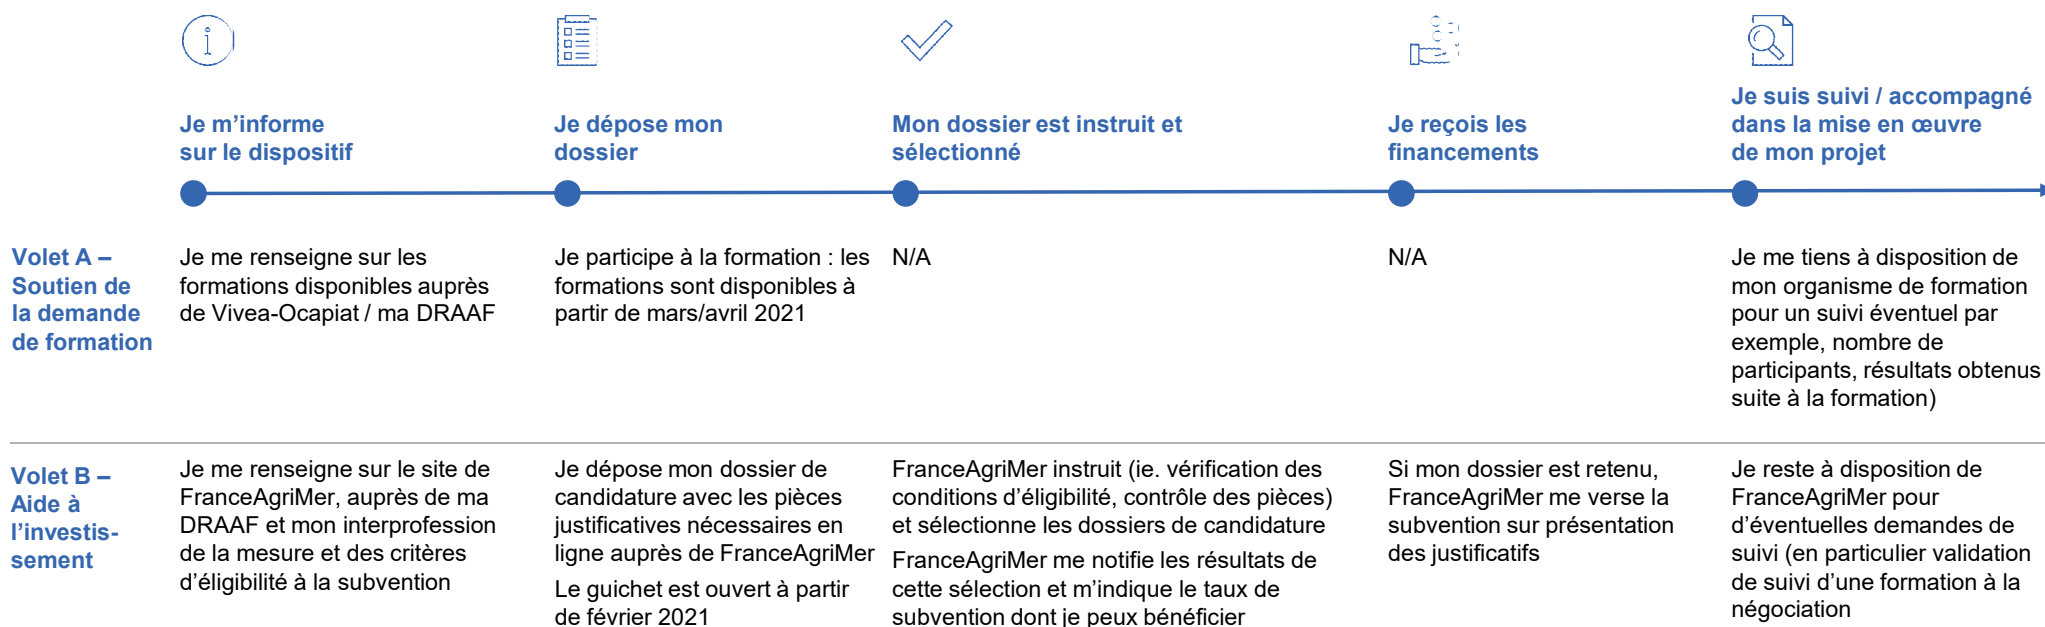 Je m’informe
sur le dispositif
Je dépose mon
dossier
Mon dossier est instruit et
sélectionné
Je reçois les
financements
Je suis suivi / accompagné
dans la mise en œuvre
de mon projet
Volet A –
Soutien de
la demande
de formation
Je me renseigne sur les
formations disponibles auprès
de Vivea-Ocapiat / ma DRAAF
Je participe à la formation : les
formations sont disponibles à
partir de mars/avril 2021
N/A
N/A
Je me tiens à disposition de
mon organisme de formation
pour un suivi éventuel par
exemple, nombre de
participants, résultats obtenus
suite à la formation)
Volet B –
Aide à
l’investis-
sement
Je me renseigne sur le site de
FranceAgriMer, auprès de ma
DRAAF et mon interprofession
de la mesure et des critères
d’éligibilité à la subvention
Je dépose mon dossier de
candidature avec les pièces
justificatives nécessaires en
ligne auprès de FranceAgriMer
Le guichet est ouvert à partir
de février 2021
FranceAgriMer instruit (ie. vérification des
conditions d’éligibilité, contrôle des pièces)
et sélectionne les dossiers de candidature
FranceAgriMer me notifie les résultats de
cette sélection et m’indique le taux de
subvention dont je peux bénéficier
Si mon dossier est retenu,
FranceAgriMer me verse la
subvention sur présentation
des justificatifs
Je reste à disposition de
FranceAgriMer pour
d’éventuelles demandes de
suivi (en particulier validation
de suivi d’une formation à la
négociation